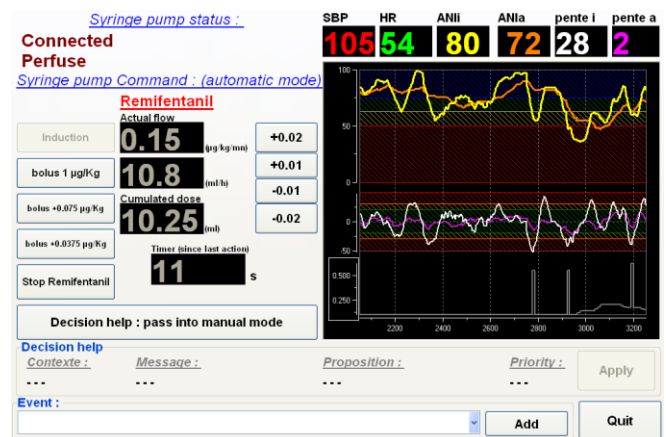 Syringe pump status :
Connected
Perfuse
Syringe pump Command : (automatic mode)
Remifentanil
Actual flow
Induction
0.15
(µg/kg/mn)
+0.02
bolus 1 µg/Kg
10.8
(ml/h)
+0.01
-0.01
Cumulated dose
bolus +0.075 µg/Kg
10.25
(ml)
-0.02
bolus +0.0375 µg/Kg
Timer (since last action)
Stop Remifentanil
11
s
Decision help : pass into manual mode
SBP HR ANIi ANIa pente i pente a
105 54 80 72 28 2
100
50
0
0
-50
0.500
0.250
2200 2400 2600 2800 3000 3200
Decision help
Contexte : Message : Proposition : Priority :
--- --- --- ---
Apply
Event :
Add
Quit